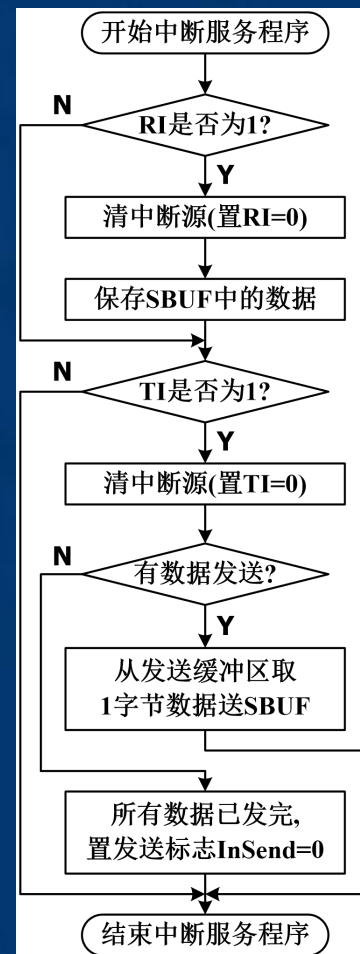 开始中断服务程序
N
RI是否为1?
Y
清中断源(置RI=0)
保存SBUF中的数据
N
TI是否为1?
Y
清中断源(置TI=0)
N
有数据发送?
Y
从发送缓冲区取
1字节数据送SBUF
所有数据已发完,
置发送标志InSend=0
结束中断服务程序